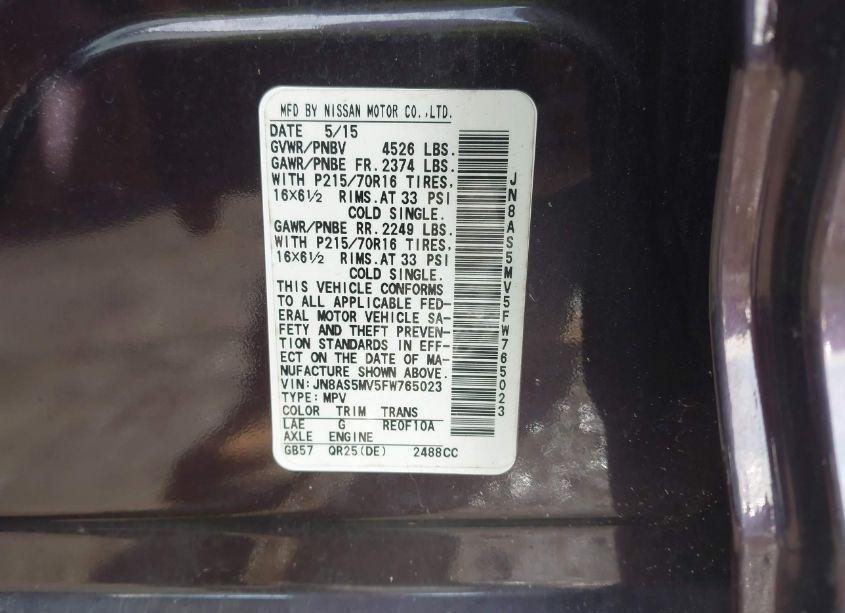 MFD BY NISSAN MOTOR CO.,LTD.
DATE 5/15
GVWR/PNBV 4526 LBS.
GAWR/PNBE FR. 2374 LBS.
WITH P215/70R16 TIRES,
16×6½ RIMS.AT 33 PSI
COLD SINGLE.
GAWR/PNBE RR. 2249 LBS.
WITH P215/70R16 TIRES,
16×6½ RIMS.AT 33 PSI
COLD SINGLE.
THIS VEHICLE CONFORMS
TO ALL APPLICABLE FED-
ERAL MOTOR VEHICLE SA-
FETY AND THEFT PREVEN-
TION STANDARDS IN EFF-
ECT ON THE DATE OF MA-
NUFACTURE SHOWN ABOVE.
VIN:JN8AS5MV5FW765023
TYPE:MPV
COLOR TRIM TRANS
LAE G RE0F10A
AXLE ENGINE
GB57 QR25(DE) 2488CC
JN8AS5MV5FW765023